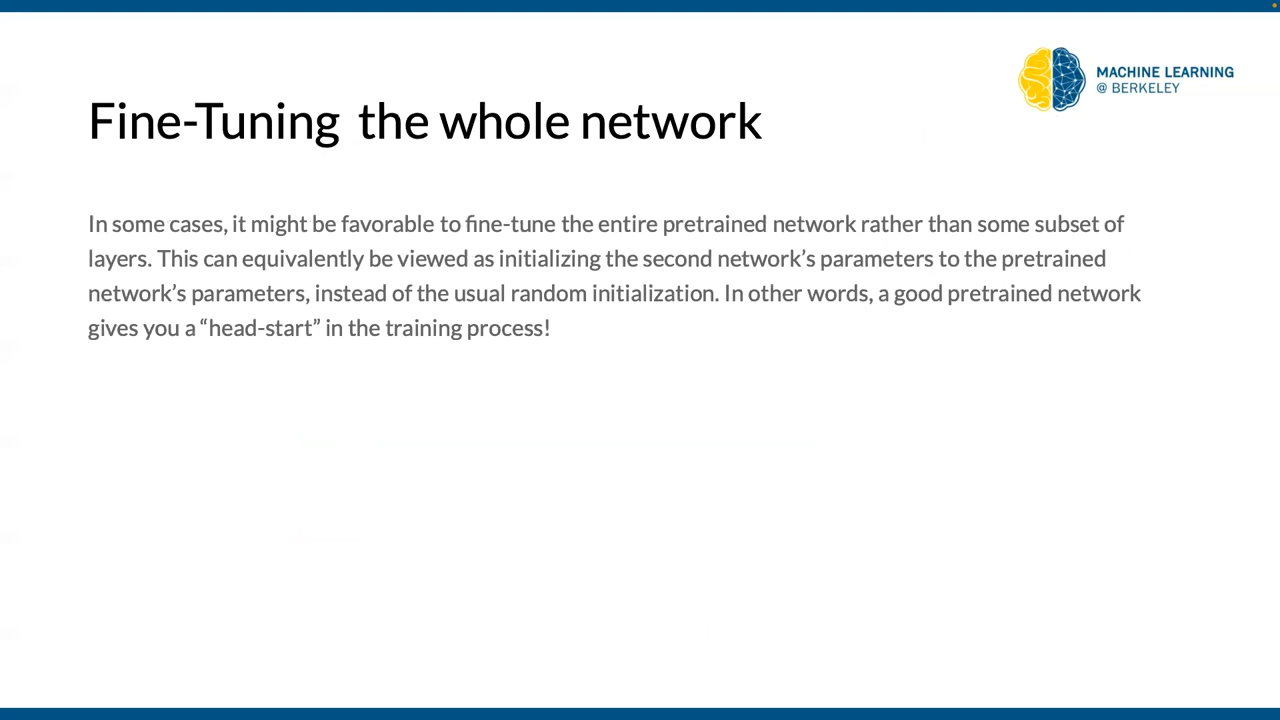 MACHINE LEARNING
@ BERKELEY
Fine-Tuning the whole network
In some cases, it might be favorable to fine-tune the entire pretrained network rather than some subset of
layers. This can equivalently be viewed as initializing the second network’s parameters to the pretrained
network’s parameters, instead of the usual random initialization. In other words, a good pretrained network
gives you a “head-start” in the training process!